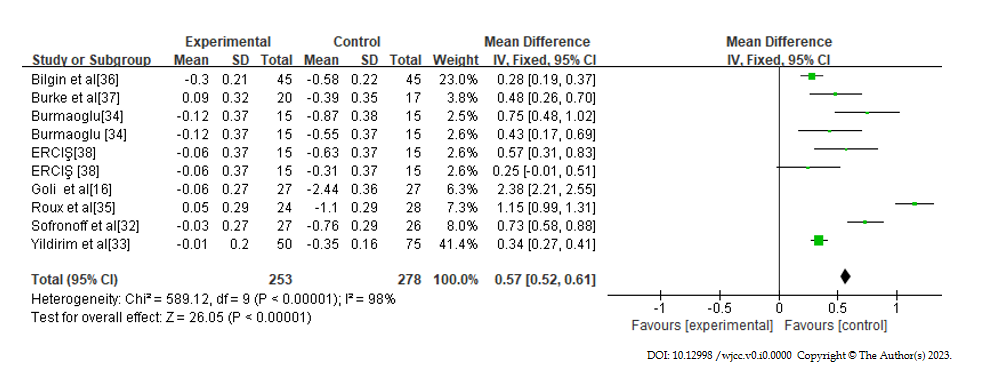 Experimental Control Mean Difference Mean Difference
Study or Subgroup Mean SD Total Mean SD Total Weight IV, Fixed, 95% CI IV, Fixed, 95% CI
Bilgin et al[36] -0.3 0.21 45 -0.58 0.22 45 23.0% 0.28 [0.19, 0.37]
Burke et al[37] 0.09 0.32 20 -0.39 0.35 17 3.8% 0.48 [0.26, 0.70]
Burmaoglu[34] -0.12 0.37 15 -0.87 0.38 15 2.5% 0.75 [0.48, 1.02]
Burmaoglu [34] -0.12 0.37 15 -0.55 0.37 15 2.6% 0.43 [0.17, 0.69]
ERCIŞ[38] -0.06 0.37 15 -0.63 0.37 15 2.6% 0.57 [0.31, 0.83]
ERCIŞ [38] -0.06 0.37 15 -0.31 0.37 15 2.6% 0.25 [-0.01, 0.51]
Goli et al[16] -0.06 0.27 27 -2.44 0.36 27 6.3% 2.38 [2.21, 2.55]
Roux et al[35] 0.05 0.29 24 -1.1 0.29 28 7.3% 1.15 [0.99, 1.31]
Sofronoff et al[32] -0.03 0.27 27 -0.76 0.29 26 8.0% 0.73 [0.58, 0.88]
Yildirim et al[33] -0.01 0.2 50 -0.35 0.16 75 41.4% 0.34 [0.27, 0.41]
Total (95% CI) 253 278 100.0% 0.57 [0.52, 0.61]
Heterogeneity: Chi² = 589.12, df = 9 (P < 0.00001); I² = 98%
Test for overall effect: Z = 26.05 (P < 0.00001)
-1 -0.5 0 0.5 1
Favours [experimental] Favours [control]
DOI: 10.12998 /wjcc.v0.i0.0000 Copyright © The Author(s) 2023.